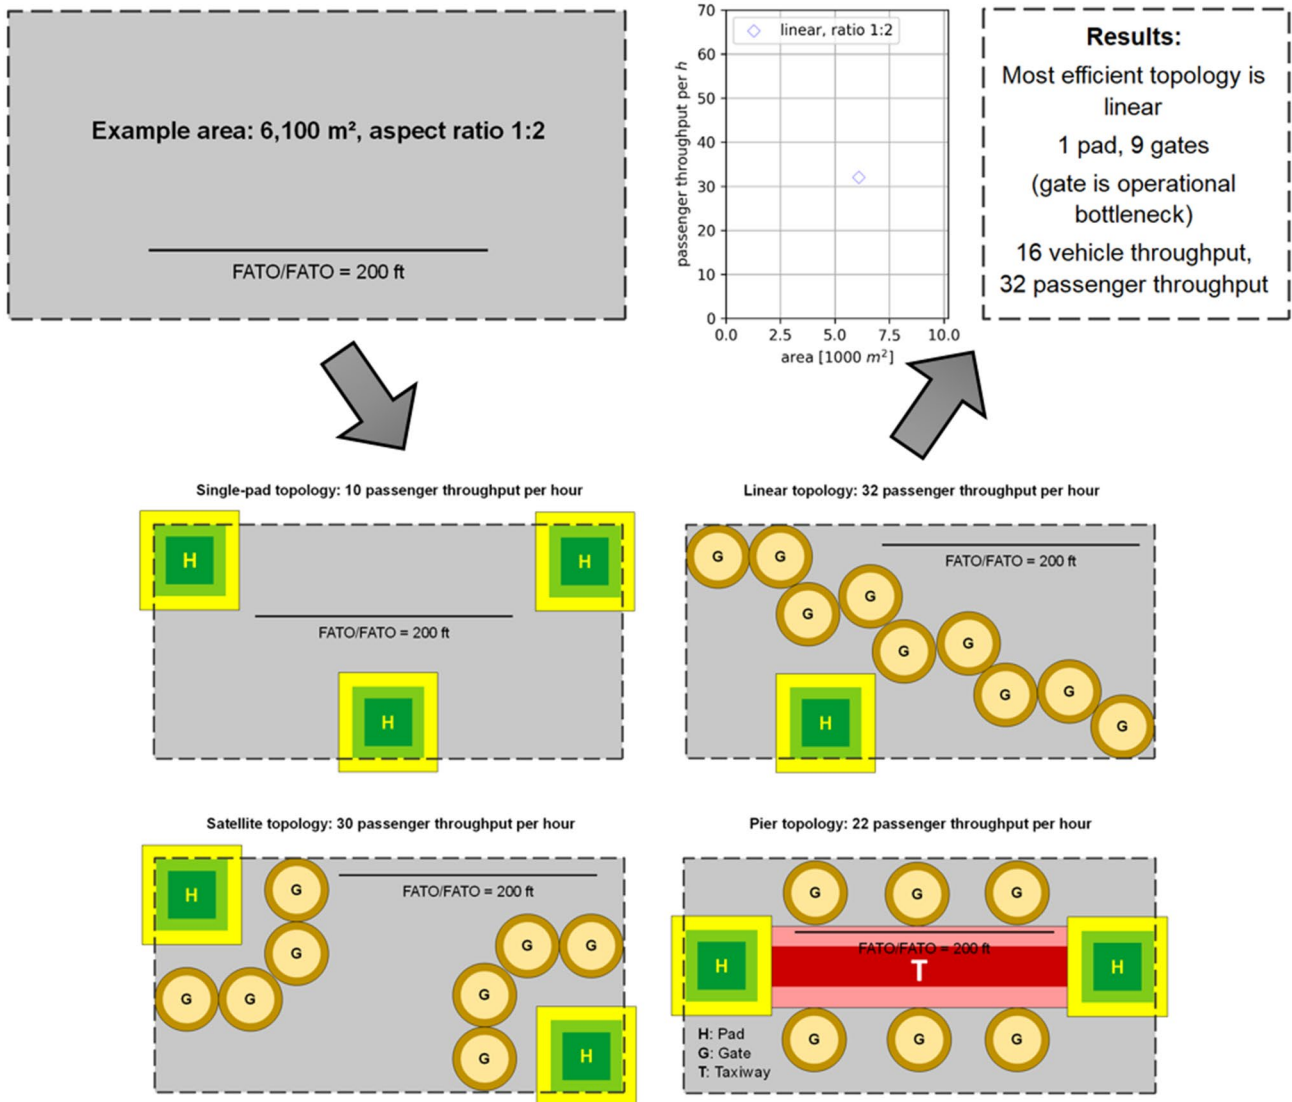 Example area: 6,100 m², aspect ratio 1:2
FATO/FATO = 200 ft
70
60
50
40
30
20
10
0
passenger throughput per h
linear, ratio 1:2
0.0 2.5 5.0 7.5 10.0
area [1000 m²]
Results:
Most efficient topology is
linear
1 pad, 9 gates
(gate is operational
bottleneck)
16 vehicle throughput,
32 passenger throughput
Single-pad topology: 10 passenger throughput per hour
H
H
FATO/FATO = 200 ft
H
Linear topology: 32 passenger throughput per hour
FATO/FATO = 200 ft
G
G
G
G
G
G
G
G
G
H
Satellite topology: 30 passenger throughput per hour
H
G
FATO/FATO = 200 ft
G
G
G
G
G
G
G
H
Pier topology: 22 passenger throughput per hour
G
G
G
FATO/FATO = 200 ft
H
T
H
G
G
G
H: Pad
G: Gate
T: Taxiway